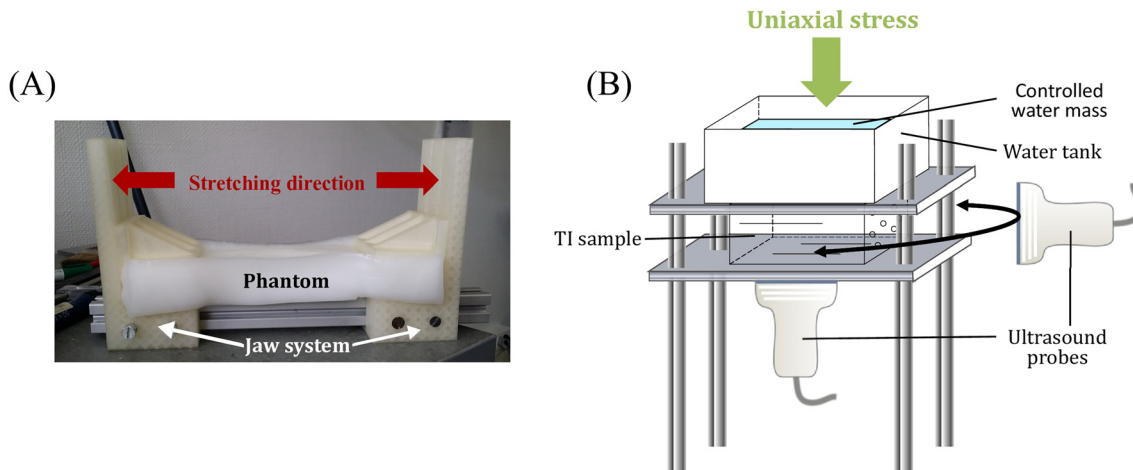 (A)
Stretching direction
Phantom
Jaw system
(B)
Uniaxial stress
Controlled
water mass
Water tank
TI sample
Ultrasound
probes